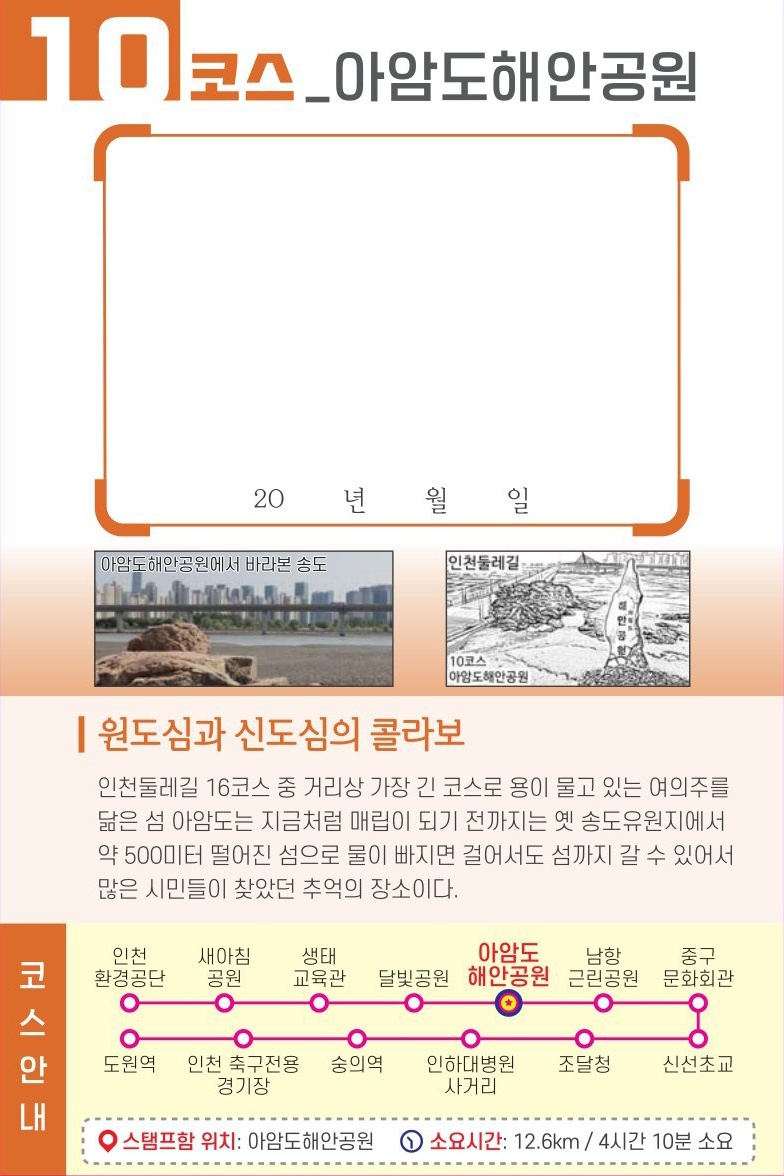 10코스_아암도해안공원
20 년 월 일
아암도해안공원에서 바라본 송도
인천둘레길
해안공원
10코스
아암도해안공원
원도심과 신도심의 콜라보
인천둘레길 16코스 중 거리상 가장 긴 코스로 용이 물고 있는 여의주를
닮은 섬 아암도는 지금처럼 매립이 되기 전까지는 옛 송도유원지에서
약 500미터 떨어진 섬으로 물이 빠지면 걸어서도 섬까지 갈 수 있어서
많은 시민들이 찾았던 추억의 장소이다.
코스안내
인천
환경공단
새아침
공원
생태
교육관
달빛공원
아암도
해안공원
남항
근린공원
중구
문화회관
도원역
인천 축구전용
경기장
숭의역
인하대병원
사거리
조달청
신선초교
스탬프함 위치: 아암도해안공원
소요시간: 12.6km / 4시간 10분 소요